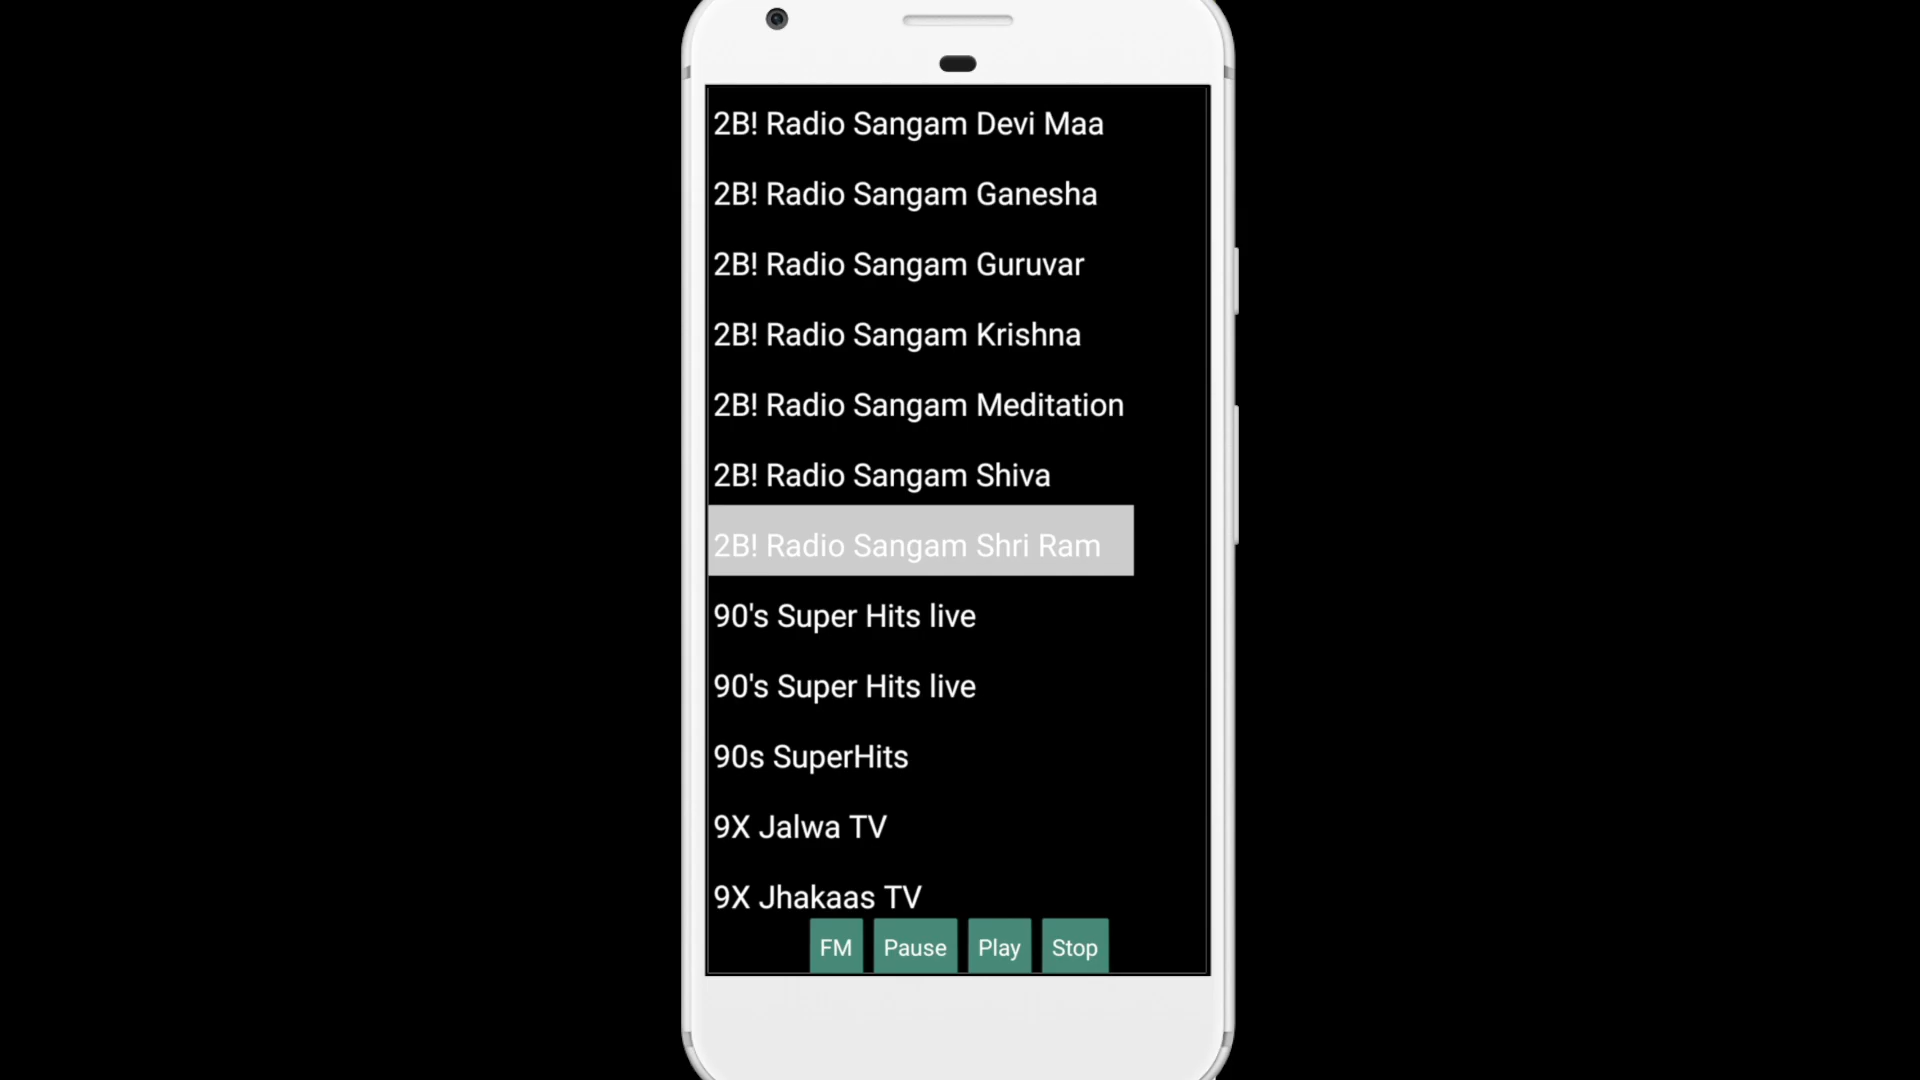 2B! Radio Sangam Devi Maa
2B! Radio Sangam Ganesha
2B! Radio Sangam Guruvar
2B! Radio Sangam Krishna
2B! Radio Sangam Meditation
2B! Radio Sangam Shiva
2B! Radio Sangam Shri Ram
90's Super Hits live
90's Super Hits live
90s SuperHits
9X Jalwa TV
9X Jhakaas TV
FM Pause Play Stop